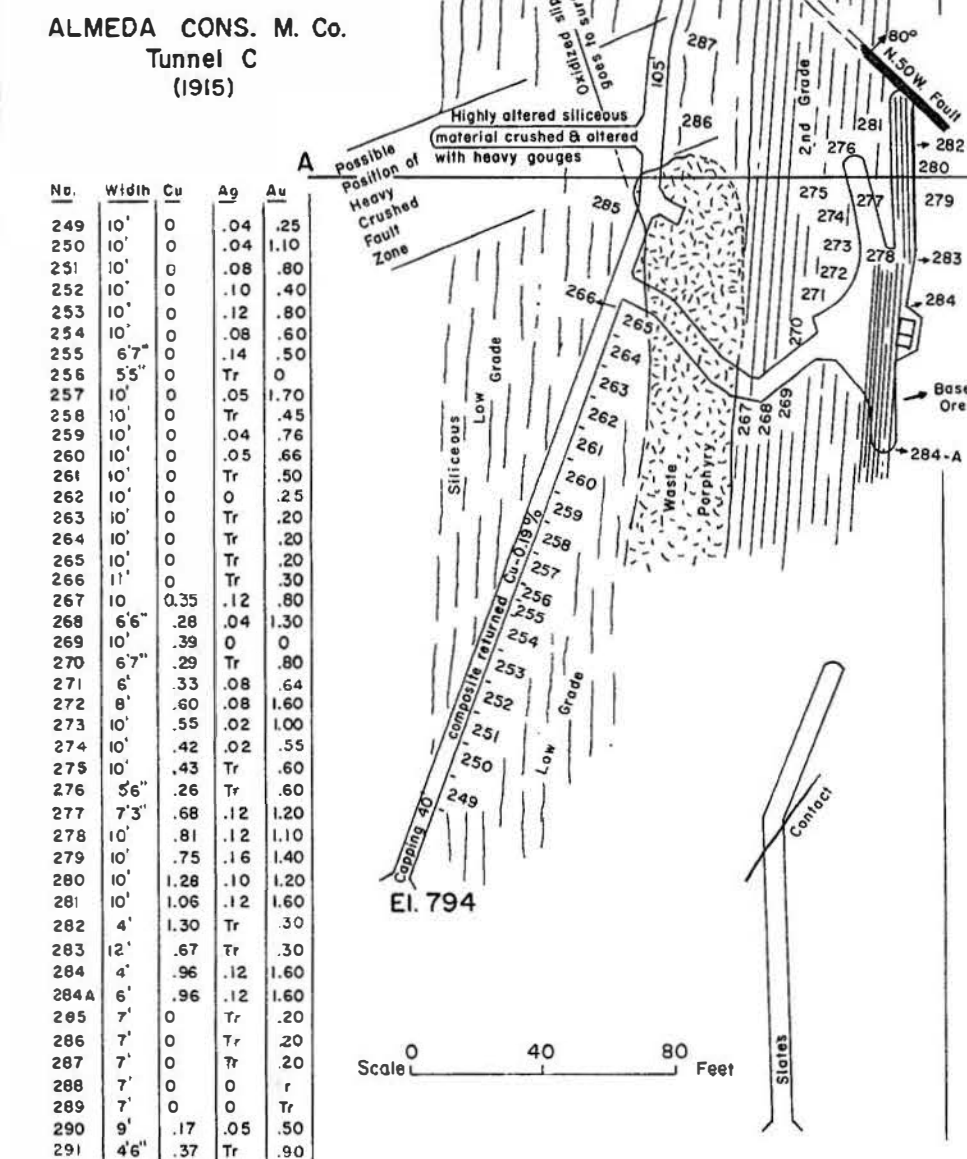 ALMEDA CONS. M. Co.
Tunnel C
(1915)
No. Width Cu Ag Au
249 10' 0 .04 .25
250 10' 0 .04 1.10
251 10' 0 .08 .80
252 10' 0 .10 .40
253 10' 0 .12 .80
254 10' 0 .08 .60
255 6'7" 0 .14 .50
256 5'5" 0 Tr 0
257 10' 0 .05 1.70
258 10' 0 Tr .45
259 10' 0 .04 .76
260 10' 0 .05 .66
261 10' 0 Tr .50
262 10' 0 0 .25
263 10' 0 Tr .20
264 10' 0 Tr .20
265 10' 0 Tr .20
266 11' 0 Tr .30
267 10 0.35 .12 .80
268 6'6" .28 .04 1.30
269 10' .39 0 0
270 6'7" .29 Tr .80
271 6' .33 .08 .64
272 8' .60 .08 1.60
273 10' .55 .02 1.00
274 10' .42 .02 .55
275 10' .43 Tr .60
276 5'6" .26 Tr .60
277 7'3" .68 .12 1.20
278 10' .81 .12 1.10
279 10' .75 .16 1.40
280 10' 1.28 .10 1.20
281 10' 1.06 .12 1.60
282 4' 1.30 Tr .30
283 12' .67 Tr .30
284 4' .96 .12 1.60
284A 6' .96 .12 1.60
285 7' 0 Tr .20
286 7' 0 Tr .20
287 7' 0 Tr .20
288 7' 0 0 r
289 7' 0 0 Tr
290 9' .17 .05 .50
291 4'6" .37 Tr .90
Oxidized slip
goes to sur
105'
287
286
2nd Grade
80°
N.50W. Fault
281
282
276
280
Highly altered siliceous
material crushed & altered
with heavy gouges
A
Possible
Position of
Heavy
Crushed
Fault
Zone
285
275
277
279
274
273
278
283
272
271
284
270
266
265
264
263
262
261
260
259
258
257
256
255
254
253
252
251
250
249
267
268
269
Base
Ore
284-A
Siliceous
Low Grade
Waste Porphyry
Low Grade
Capping 40'
composite returned Cu-0.19%
El. 794
Contact
Slates
Scale 0 40 80 Feet